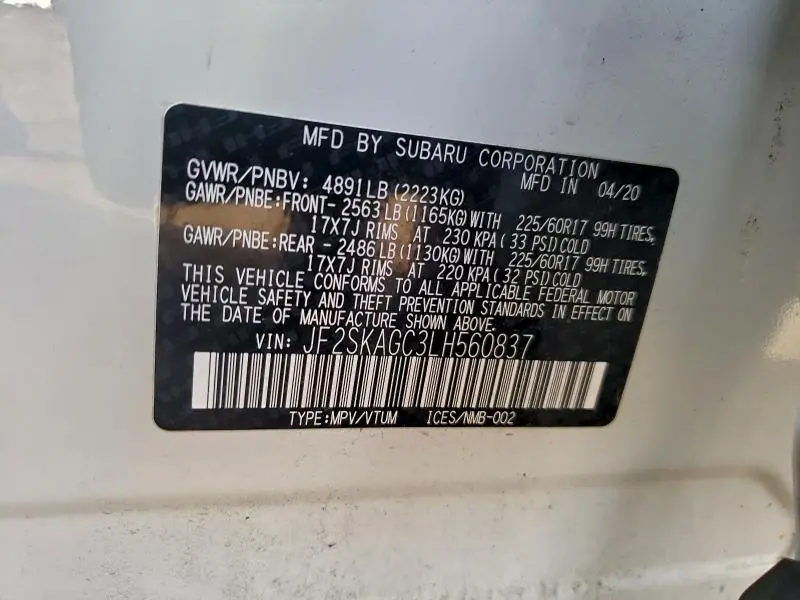 MFD BY SUBARU CORPORATION
MFD IN 04/20
GVWR/PNBV: 4891LB(2223KG)
GAWR/PNBE:FRONT- 2563LB(1165KG)WITH 225/60R17 99H TIRES,
17X7J RIMS AT 230 KPA(33 PSI)COLD
GAWR/PNBE:REAR - 2486LB(1130KG)WITH 225/60R17 99H TIRES,
17X7J RIMS AT 220 KPA(32 PSI)COLD
THIS VEHICLE CONFORMS TO ALL APPLICABLE FEDERAL MOTOR
VEHICLE SAFETY AND THEFT PREVENTION STANDARDS IN EFFECT ON
THE DATE OF MANUFACTURE SHOWN ABOVE.
VIN: JF2SKAGC3LH560837
TYPE:MPV/VTUM ICES/NMB-002